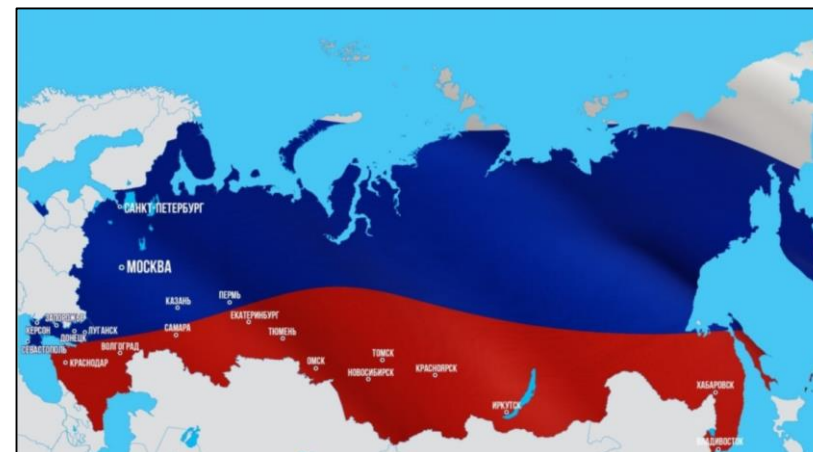 САНКТ-ПЕТЕРБУРГ
МОСКВА
КАЗАНЬ
ПЕРМЬ
ЕКАТЕРИНБУРГ
ТЮМЕНЬ
САМАРА
ХЕРСОН
ЛУГАНСК
ДОНЕЦК
СЕВАСТОПОЛЬ
ВОЛГОГРАД
КРАСНОДАР
ОМСК
ТОМСК
НОВОСИБИРСК
КРАСНОЯРСК
ИРКУТСК
ХАБАРОВСК
ВЛАДИВОСТОК